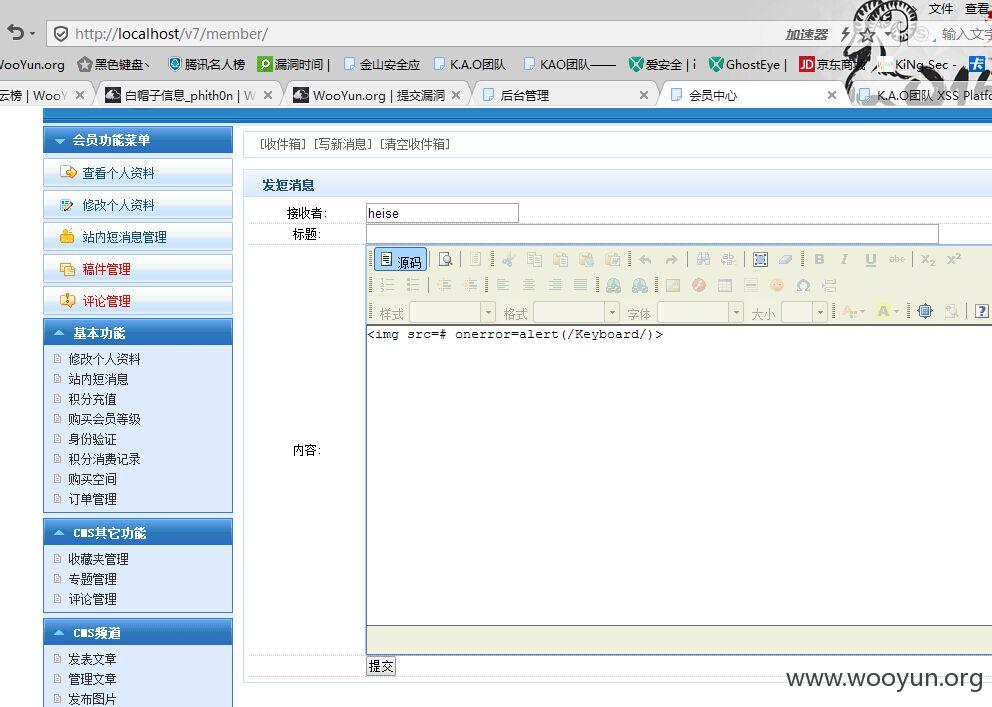 文件 查看
http://localhost/v7/member/
加速器
输入文字
WooYun.org 黑色键盘丶 腾讯名人榜 漏洞时间 | 金山安全应 K.A.O团队 KAO团队—— 爱安全 | i GhostEye | 京东商城 KiNg Sec -
云榜 | WooY 白帽子信息_phith0n | W WooYun.org | 提交漏洞 后台管理 会员中心 K.A.O团队 XSS Platfo
会员功能菜单
查看个人资料
修改个人资料
站内短消息管理
稿件管理
评论管理
基本功能
修改个人资料
站内短消息
积分充值
购买会员等级
身份验证
积分消费记录
购买空间
订单管理
CMS其它功能
收藏夹管理
专题管理
评论管理
CMS频道
发表文章
管理文章
发布图片
[收件箱] [写新消息] [清空收件箱]
发短消息
接收者: heise
标题:
源码
样式 格式 字体 大小
内容:
<img src=# onerror=alert(/Keyboard/)>
提交
www.wooyun.org